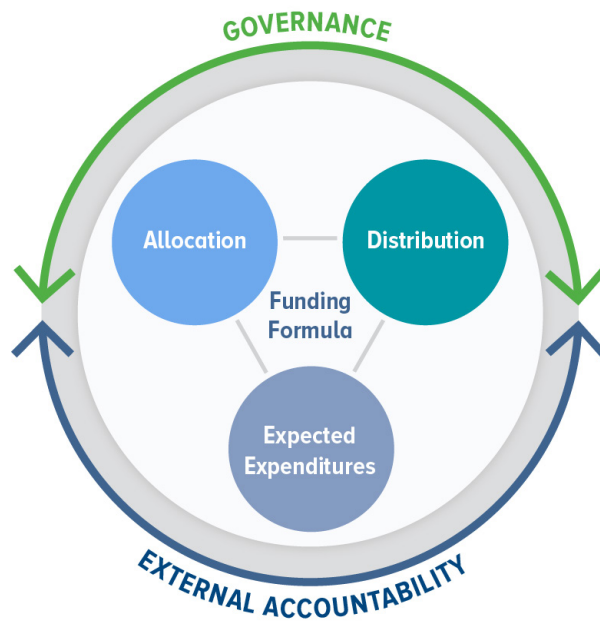 GOVERNANCE
Allocation
Distribution
Funding
Formula
Expected
Expenditures
EXTERNAL ACCOUNTABILITY